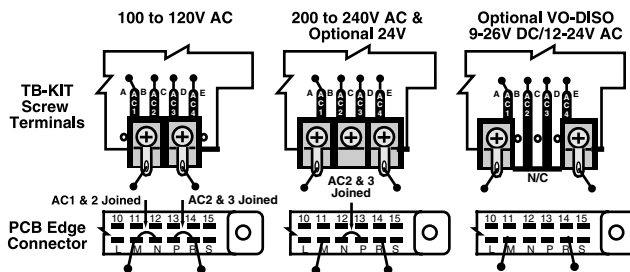 100 to 120V AC
200 to 240V AC &
Optional 24V
Optional VO-DISO
9-26V DC/12-24V AC
TB-KIT
Screw
Terminals
A B C D E
AC1 AC2 AC3 AC4
A B C D E
AC1 AC2 AC3 AC4
A B C D E
AC1 AC2 AC3 AC4
N/C
AC1 & 2 Joined
AC2 & 3 Joined
AC2 & 3
Joined
PCB Edge
Connector
10 11 12 13 14 15
L M N P R S
10 11 12 13 14 15
L M N P R S
10 11 12 13 14 15
L M N P R S